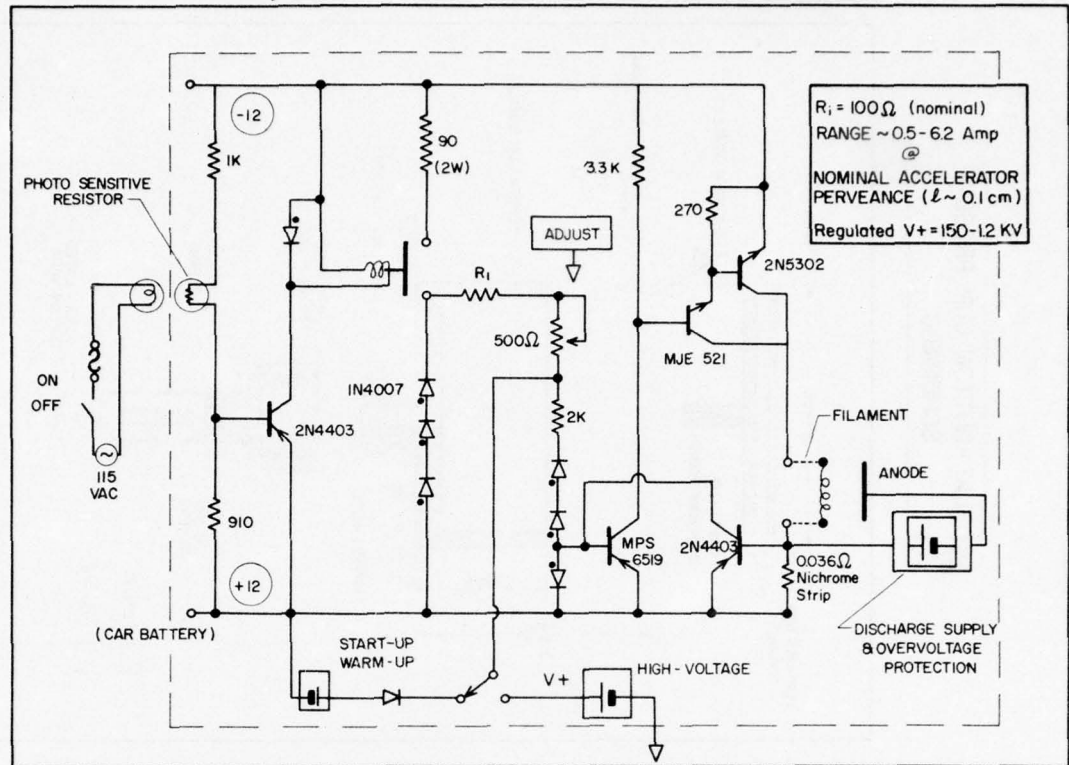 -12
1K
PHOTO SENSITIVE
RESISTOR
ON
OFF
115
VAC
910
+12
(CAR BATTERY)
2N4403
90
(2W)
1N4007
R₁
ADJUST
500Ω
2K
3.3K
270
2N5302
MJE 521
MPS
6519
2N4403
FILAMENT
ANODE
0.036Ω
Nichrome
Strip
DISCHARGE SUPPLY
& OVERVOLTAGE
PROTECTION
START-UP
WARM-UP
V+
HIGH-VOLTAGE
R₁ = 100Ω (nominal)
RANGE ~ 0.5-6.2 Amp
@
NOMINAL ACCELERATOR
PERVEANCE (ℓ ~ 0.1 cm)
Regulated V+ = 150-1.2 KV